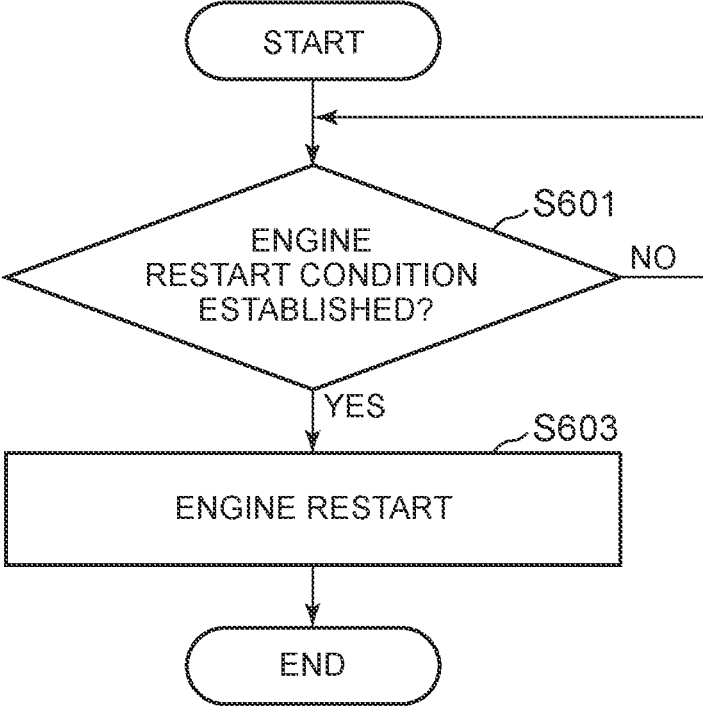 START
S601
ENGINE
RESTART CONDITION
ESTABLISHED?
NO
YES
S603
ENGINE RESTART
END